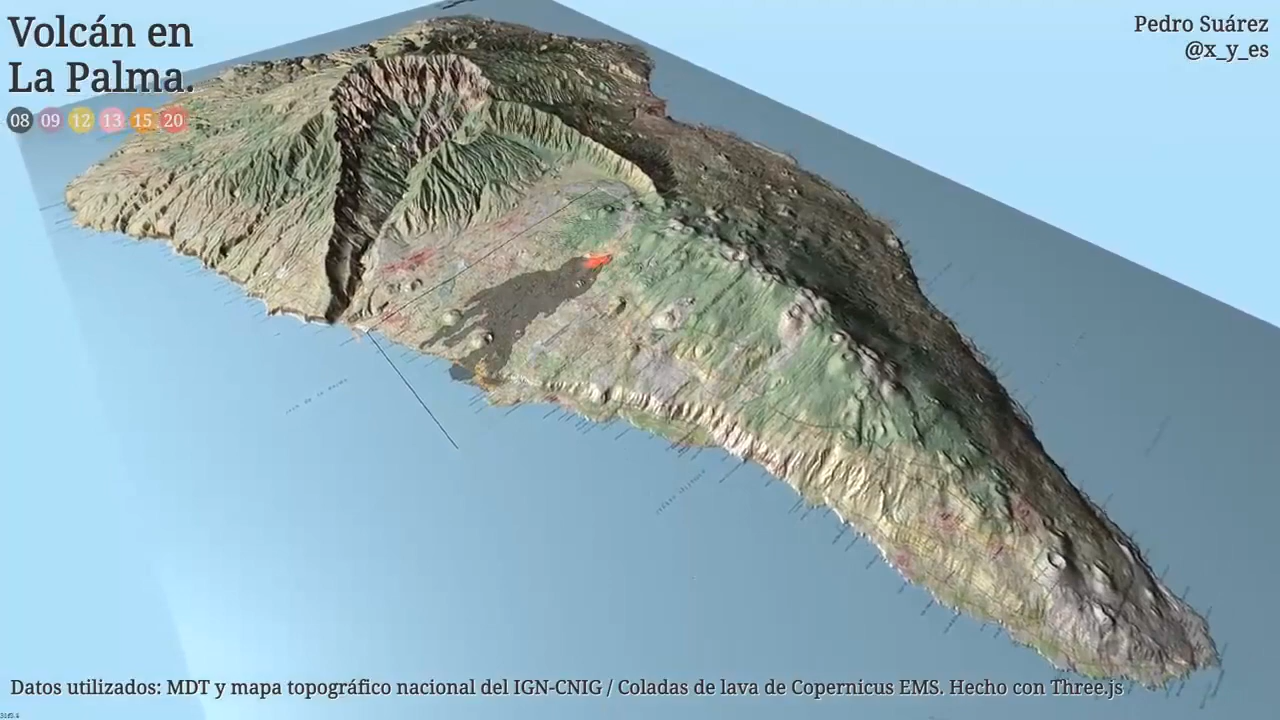 Volcán en
La Palma.
08 09 12 13 15 20
Pedro Suárez
@x_y_es
Datos utilizados: MDT y mapa topográfico nacional del IGN-CNIG / Coladas de lava de Copernicus EMS. Hecho con Three.js